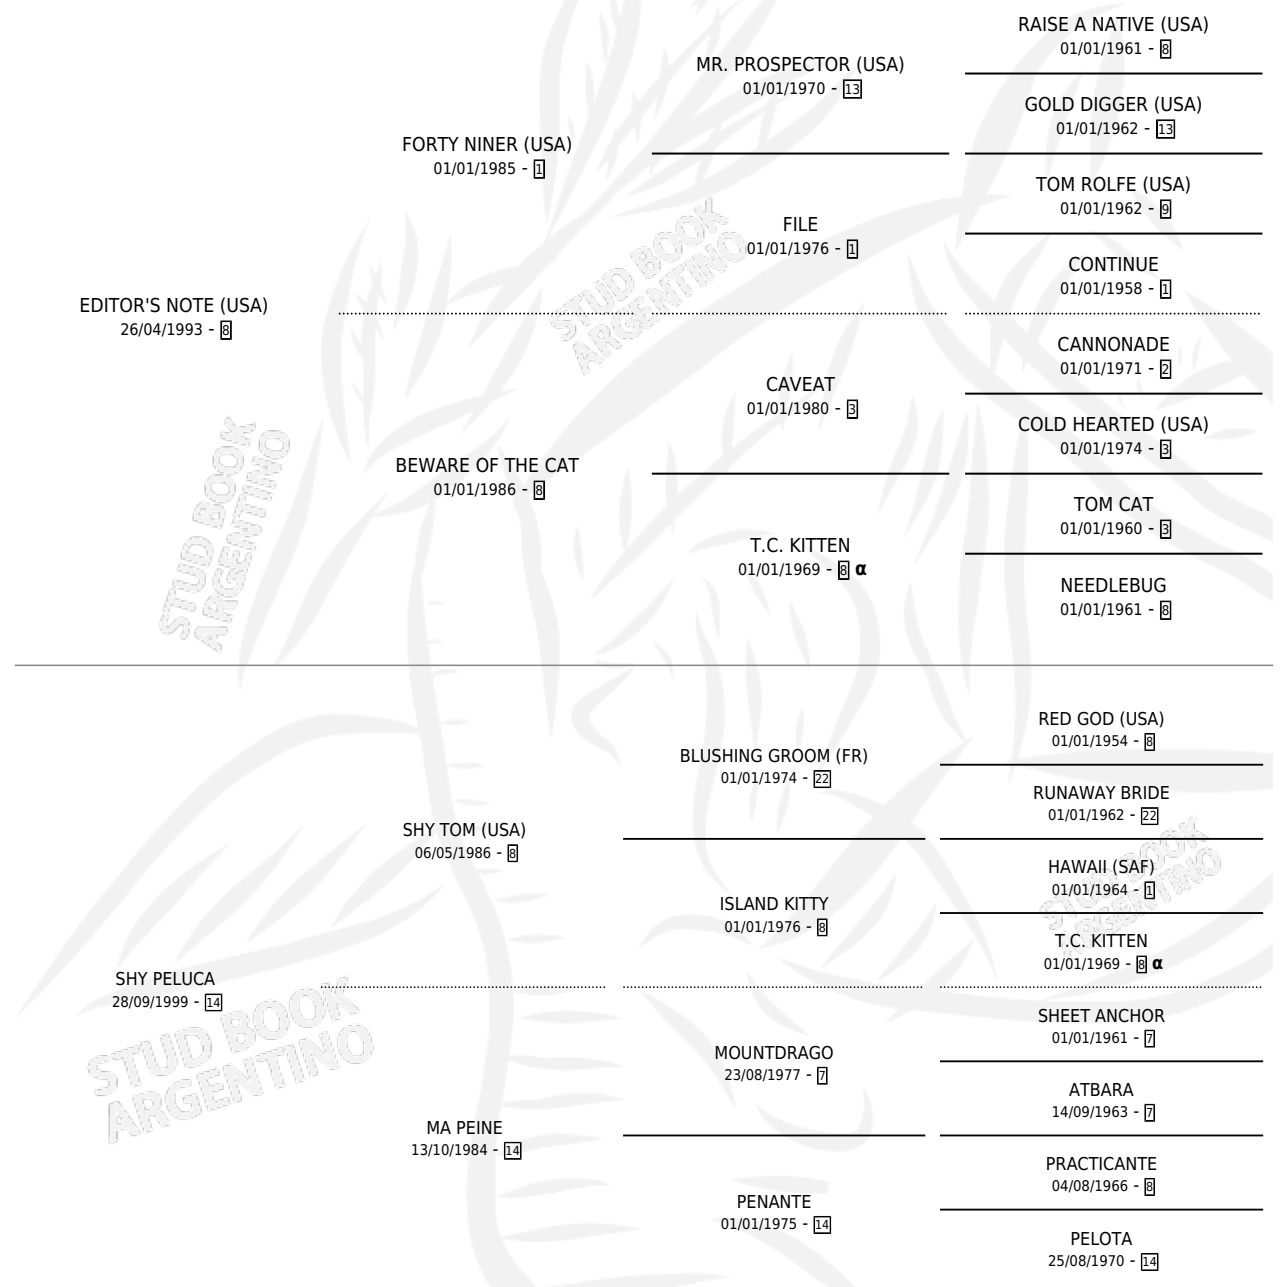 RAISE A NATIVE (USA)
01/01/1961 - 8
MR. PROSPECTOR (USA)
01/01/1970 - 13
GOLD DIGGER (USA)
01/01/1962 - 13
FORTY NINER (USA)
01/01/1985 - 1
TOM ROLFE (USA)
01/01/1962 - 9
FILE
01/01/1976 - 1
CONTINUE
01/01/1958 - 1
EDITOR'S NOTE (USA)
26/04/1993 - 8
CANNONADE
01/01/1971 - 2
CAVEAT
01/01/1980 - 3
COLD HEARTED (USA)
01/01/1974 - 3
BEWARE OF THE CAT
01/01/1986 - 8
TOM CAT
01/01/1960 - 3
T.C. KITTEN
01/01/1969 - 8 α
NEEDLEBUG
01/01/1961 - 8
RED GOD (USA)
01/01/1954 - 8
BLUSHING GROOM (FR)
01/01/1974 - 22
RUNAWAY BRIDE
01/01/1962 - 22
SHY TOM (USA)
06/05/1986 - 8
HAWAII (SAF)
01/01/1964 - 1
ISLAND KITTY
01/01/1976 - 8
T.C. KITTEN
01/01/1969 - 8 α
SHY PELUCA
28/09/1999 - 14
SHEET ANCHOR
01/01/1961 - 7
MOUNTDRAGO
23/08/1977 - 7
ATBARA
14/09/1963 - 7
MA PEINE
13/10/1984 - 14
PRACTICANTE
04/08/1966 - 8
PENANTE
01/01/1975 - 14
PELOTA
25/08/1970 - 14
STUD BOOK
ARGENTINO
STUD BOOK
ARGENTINO
STUD BOOK
ARGENTINO
STUD BOOK
ARGENTINO